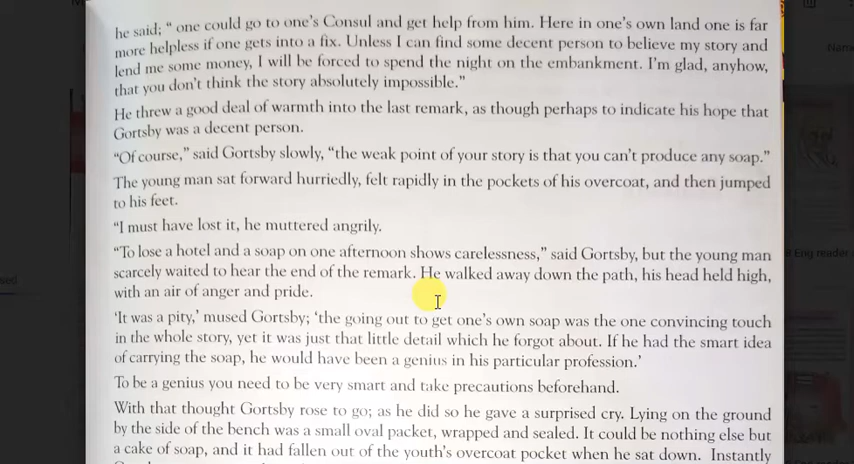 he said; " one could go to one's Consul and get help from him. Here in one's own land one is far
more helpless if one gets into a fix. Unless I can find some decent person to believe my story and
lend me some money, I will be forced to spend the night on the embankment. I'm glad, anyhow,
that you don't think the story absolutely impossible."
He threw a good deal of warmth into the last remark, as though perhaps to indicate his hope that
Gortsby was a decent person.
"Of course," said Gortsby slowly, "the weak point of your story is that you can't produce any soap."
The young man sat forward hurriedly, felt rapidly in the pockets of his overcoat, and then jumped
to his feet.
"I must have lost it, he muttered angrily.
"To lose a hotel and a soap on one afternoon shows carelessness," said Gortsby, but the young man
scarcely waited to hear the end of the remark. He walked away down the path, his head held high,
with an air of anger and pride.
'It was a pity,' mused Gortsby; 'the going out to get one's own soap was the one convincing touch
in the whole story, yet it was just that little detail which he forgot about. If he had the smart idea
of carrying the soap, he would have been a genius in his particular profession.'
To be a genius you need to be very smart and take precautions beforehand.
With that thought Gortsby rose to go; as he did so he gave a surprised cry. Lying on the ground
by the side of the bench was a small oval packet, wrapped and sealed. It could be nothing else but
a cake of soap, and it had fallen out of the youth's overcoat pocket when he sat down. Instantly
Eng reader